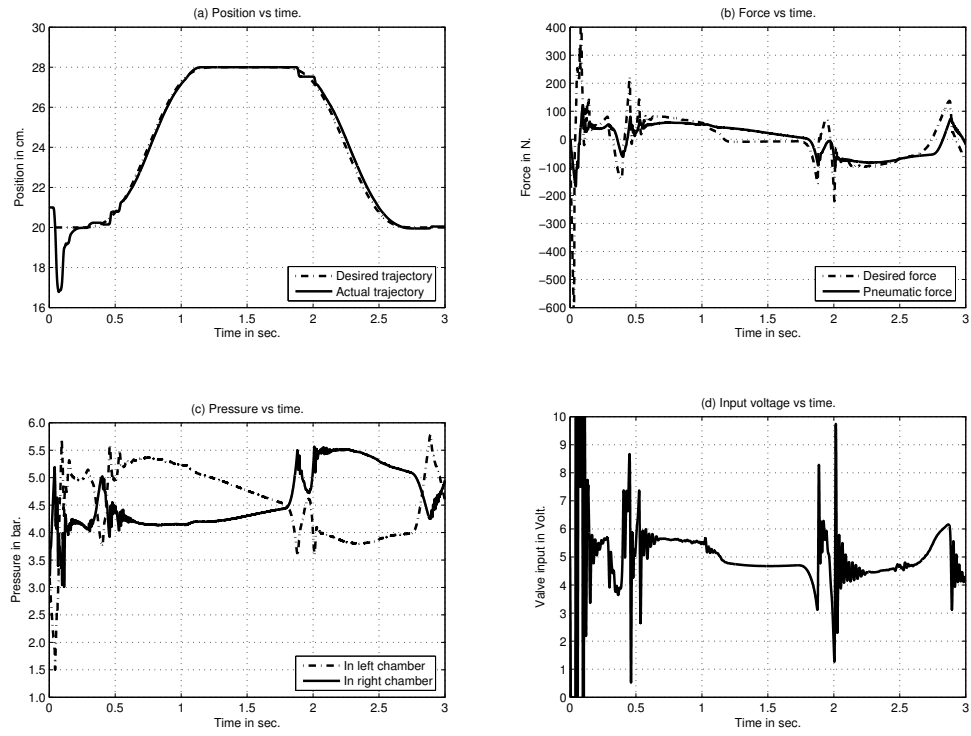 (a) Position vs time.
30
28
26
24
22
20
18
16
Position in cm.
Desired trajectory
Actual trajectory
0 0.5 1 1.5 2 2.5 3
Time in sec.
(b) Force vs time.
400
300
200
100
0
−100
−200
−300
−400
−500
−600
Force in N.
Desired force
Pneumatic force
0 0.5 1 1.5 2 2.5 3
Time in sec.
(c) Pressure vs time.
6.0
5.5
5.0
4.5
4.0
3.5
3.0
2.5
2.0
1.5
1.0
Pressure in bar.
In left chamber
In right chamber
0 0.5 1 1.5 2 2.5 3
Time in sec.
(d) Input voltage vs time.
10
9
8
7
6
5
4
3
2
1
0
Valve input in Volt.
0 0.5 1 1.5 2 2.5 3
Time in sec.